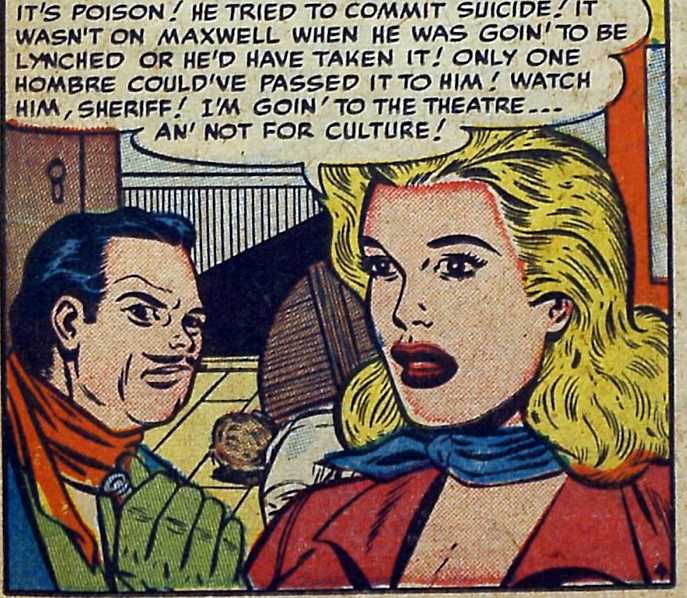 IT'S POISON! HE TRIED TO COMMIT SUICIDE! IT
WASN'T ON MAXWELL WHEN HE WAS GOIN' TO BE
LYNCHED OR HE'D HAVE TAKEN IT! ONLY ONE
HOMBRE COULD'VE PASSED IT TO HIM! WATCH
HIM, SHERIFF! I'M GOIN' TO THE THEATRE---
AN' NOT FOR CULTURE!